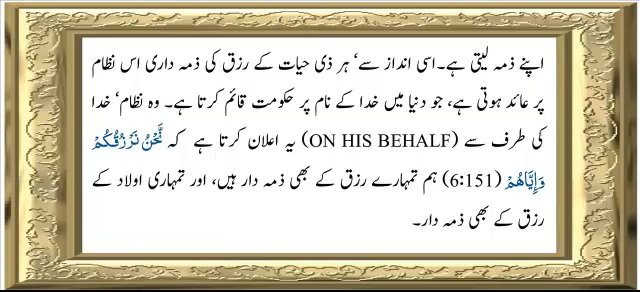 اپنے ذمہ لیتی ہے۔اسی انداز سے‘ ہر ذی حیات کے رزق کی ذمہ داری اس نظام
پر عائد ہوتی ہے، جو دنیا میں خدا کے نام پر حکومت قائم کرتا ہے۔ وہ نظام‘ خدا
کی طرف سے (ON HIS BEHALF) یہ اعلان کرتا ہے کہ نَّحْنُ نَرْزُقُكُمْ
وَإِيَّاهُمْ (6:151) ہم تمہارے رزق کے بھی ذمہ دار ہیں، اور تمہاری اولاد کے
رزق کے بھی ذمہ دار۔